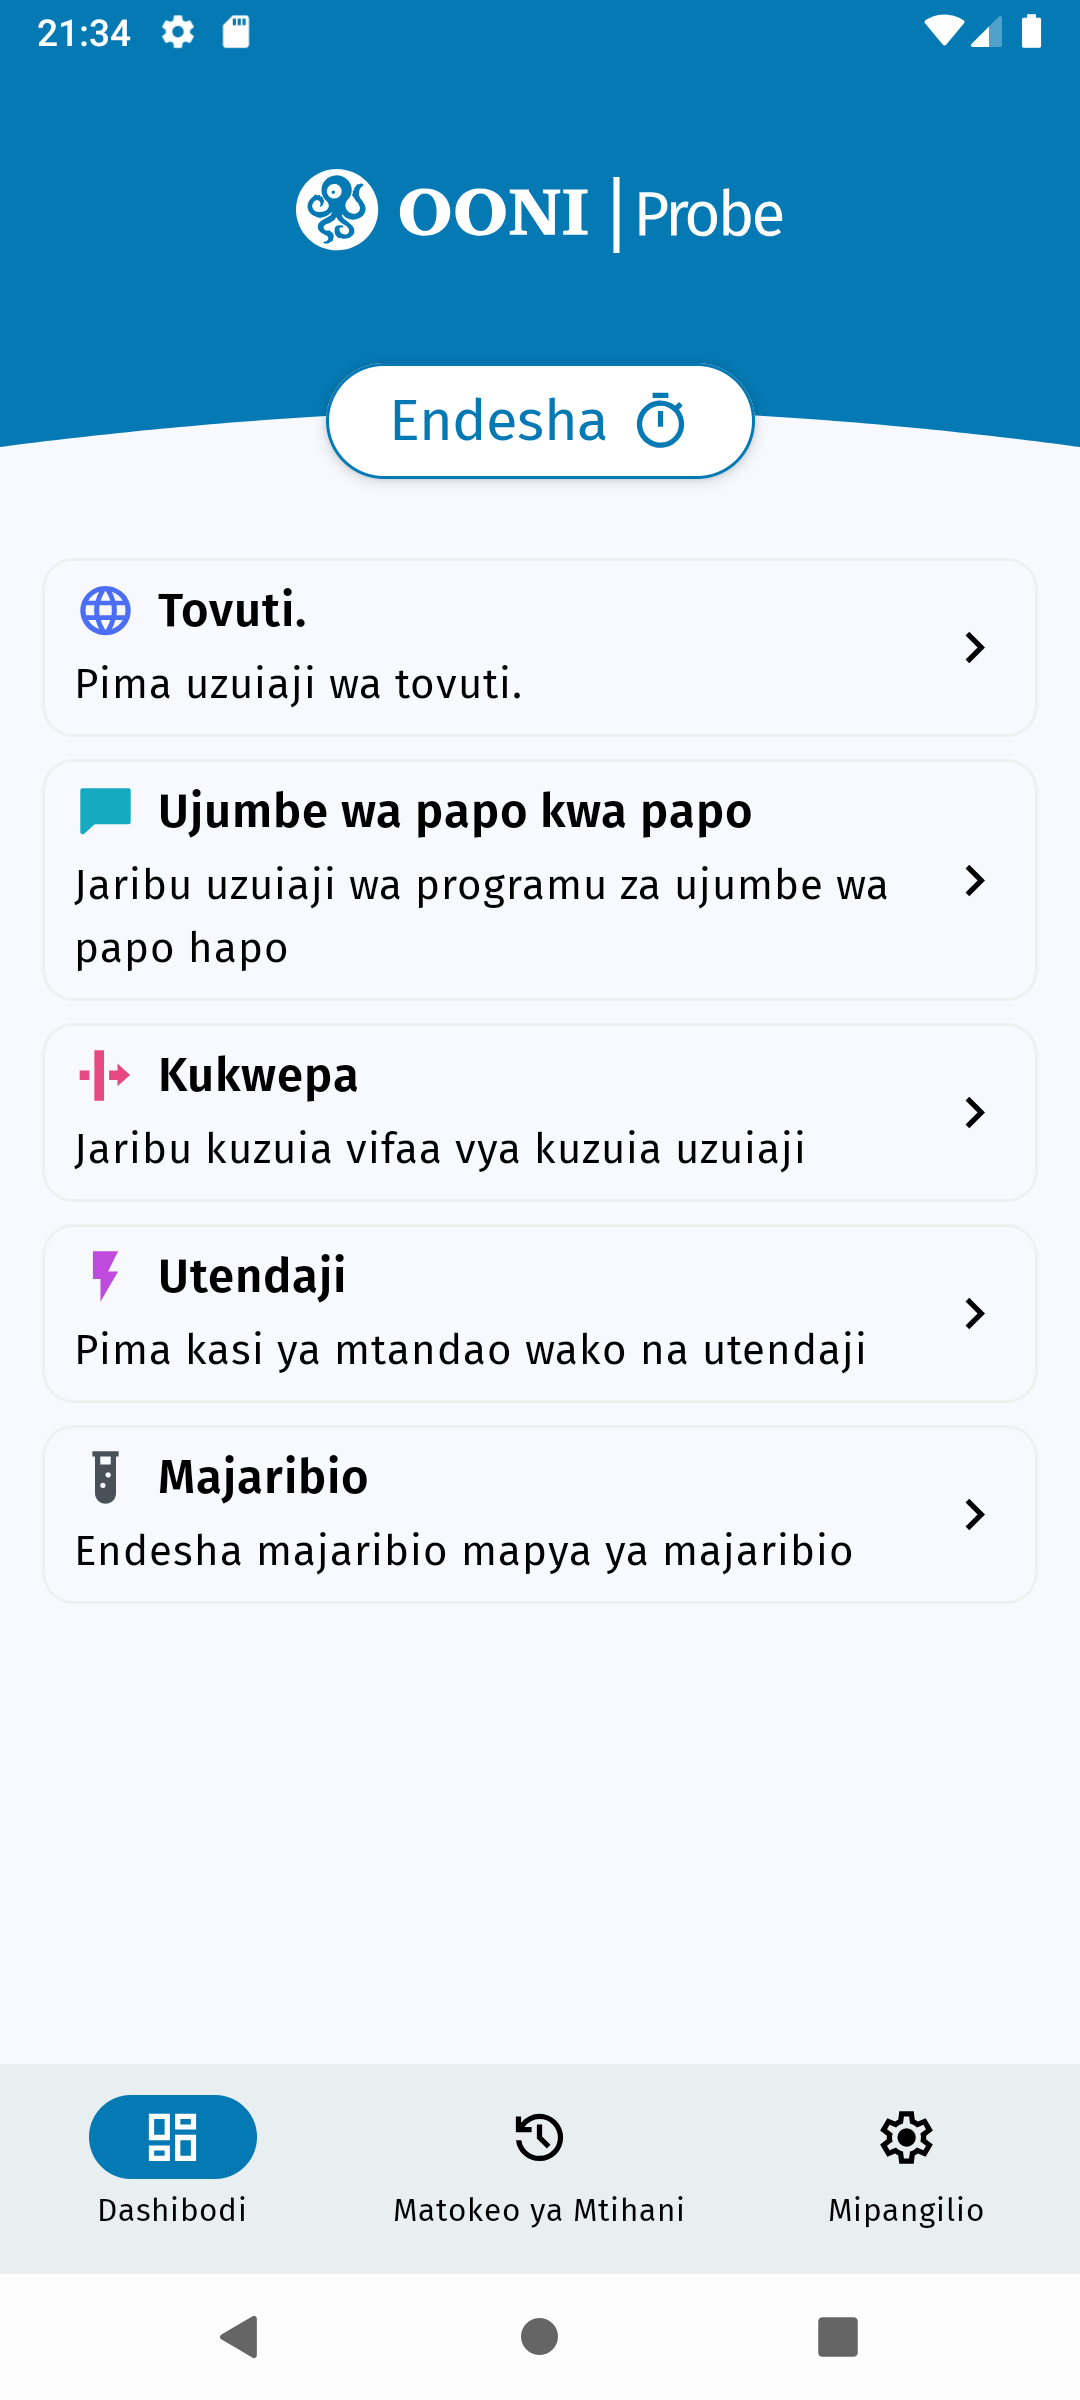 21:34
OONI | Probe
Endesha
Tovuti.
Pima uzuiaji wa tovuti.
Ujumbe wa papo kwa papo
Jaribu uzuiaji wa programu za ujumbe wa
papo hapo
Kukwepa
Jaribu kuzuia vifaa vya kuzuia uzuiaji
Utendaji
Pima kasi ya mtandao wako na utendaji
Majaribio
Endesha majaribio mapya ya majaribio
Dashibodi
Matokeo ya Mtihani
Mipangilio